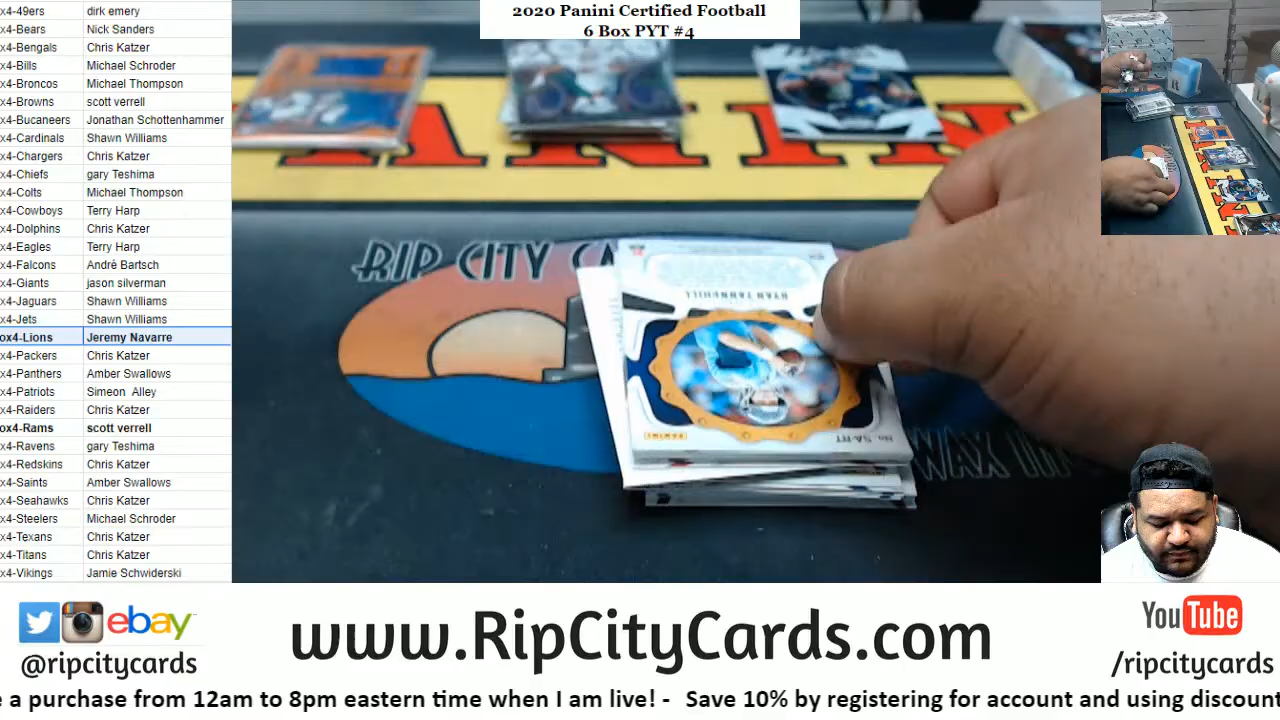 2020 Panini Certified Football
6 Box PYT #4
x4-49ers dirk emery
x4-Bears Nick Sanders
x4-Bengals Chris Katzer
x4-Bills Michael Schroder
x4-Broncos Michael Thompson
x4-Browns scott verrell
x4-Bucaneers Jonathan Schottenhammer
x4-Cardinals Shawn Williams
x4-Chargers Chris Katzer
x4-Chiefs gary Teshima
x4-Colts Michael Thompson
x4-Cowboys Terry Harp
x4-Dolphins Chris Katzer
x4-Eagles Terry Harp
x4-Falcons Andrè Bartsch
x4-Giants jason silverman
x4-Jaguars Shawn Williams
x4-Jets Shawn Williams
ox4-Lions Jeremy Navarre
x4-Packers Chris Katzer
x4-Panthers Amber Swallows
x4-Patriots Simeon Alley
x4-Raiders Chris Katzer
ox4-Rams scott verrell
x4-Ravens gary Teshima
x4-Redskins Chris Katzer
x4-Saints Amber Swallows
x4-Seahawks Chris Katzer
x4-Steelers Michael Schroder
x4-Texans Chris Katzer
x4-Titans Chris Katzer
x4-Vikings Jamie Schwiderski
RIP CITY CA
WAX
RYAN TANNEHILL
No. SA-RT
PANINI
ebay
@ripcitycards
www.RipCityCards.com
YouTube
/ripcitycards
e a purchase from 12am to 8pm eastern time when I am live! - Save 10% by registering for account and using discount